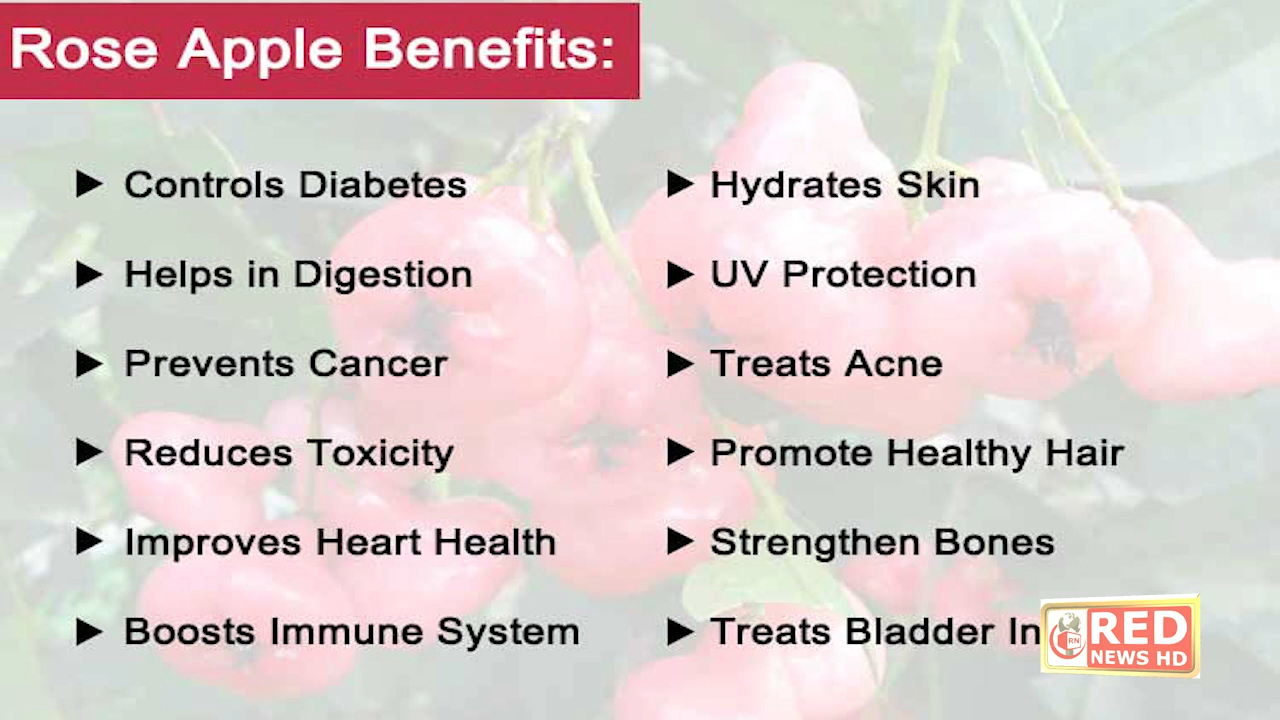 Rose Apple Benefits:
► Controls Diabetes
► Helps in Digestion
► Prevents Cancer
► Reduces Toxicity
► Improves Heart Health
► Boosts Immune System
► Hydrates Skin
► UV Protection
► Treats Acne
► Promote Healthy Hair
► Strengthen Bones
► Treats Bladder
RN
RED
NEWS HD